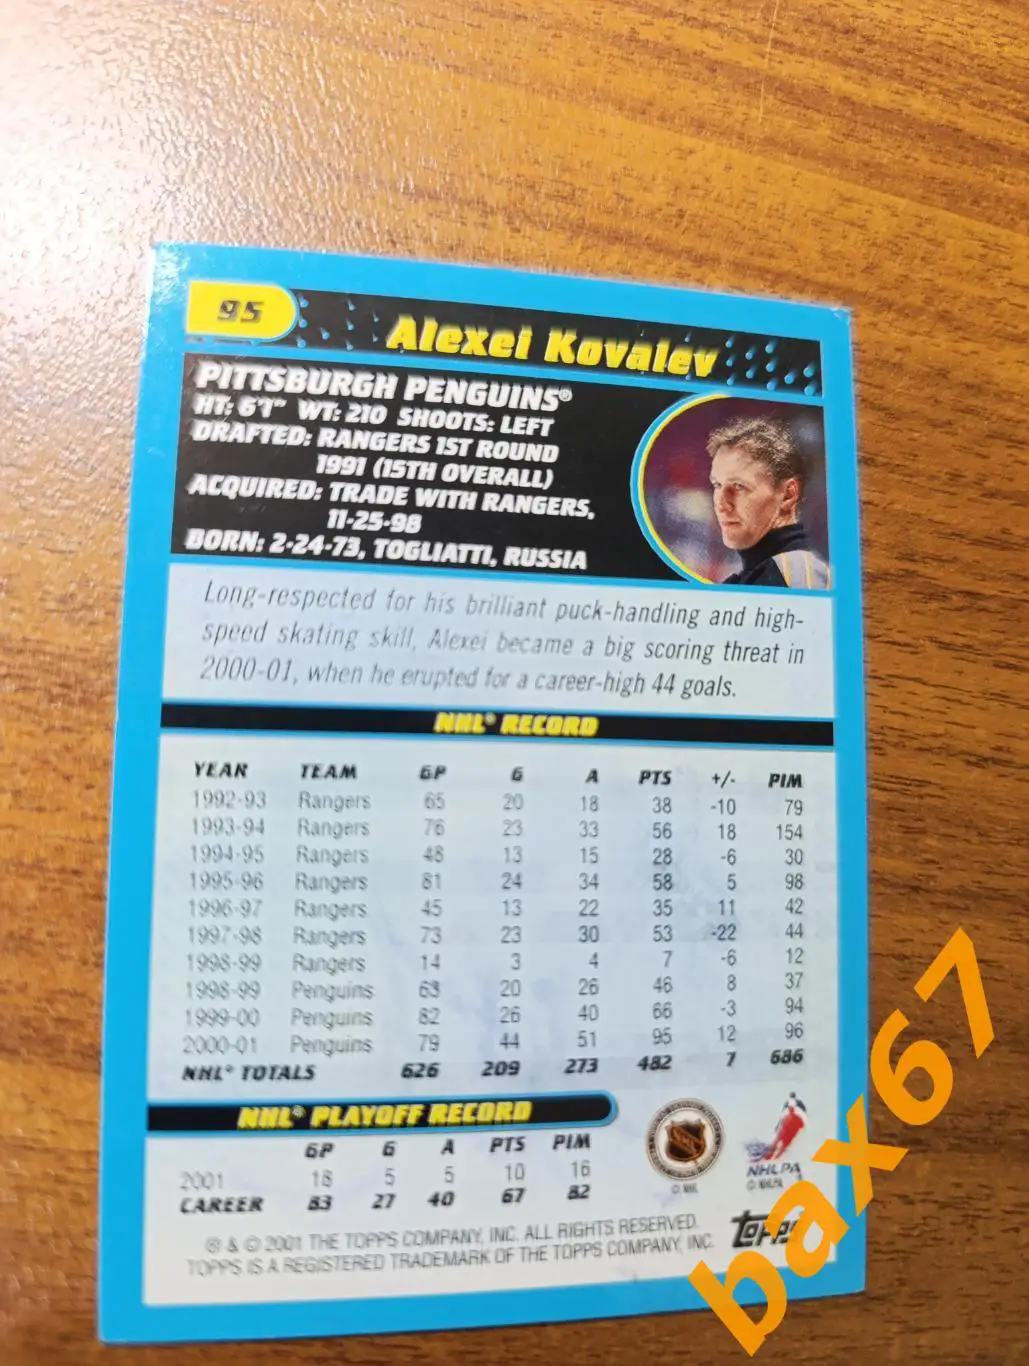 95
Alexei Kovalev
PITTSBURGH PENGUINS®
HT: 6'1" WT: 210 SHOOTS: LEFT
DRAFTED: RANGERS 1ST ROUND
1991 (15TH OVERALL)
ACQUIRED: TRADE WITH RANGERS,
11-25-98
BORN: 2-24-73, TOGLIATTI, RUSSIA
Long-respected for his brilliant puck-handling and high-
speed skating skill, Alexei became a big scoring threat in
2000-01, when he erupted for a career-high 44 goals.
NHL® RECORD
YEAR TEAM GP G A PTS +/- PIM
1992-93 Rangers 65 20 18 38 -10 79
1993-94 Rangers 76 23 33 56 18 154
1994-95 Rangers 48 13 15 28 -6 30
1995-96 Rangers 81 24 34 58 5 98
1996-97 Rangers 45 13 22 35 11 42
1997-98 Rangers 73 23 30 53 -22 44
1998-99 Rangers 14 3 4 7 -6 12
1998-99 Penguins 63 20 26 46 8 37
1999-00 Penguins 82 26 40 66 -3 94
2000-01 Penguins 79 44 51 95 12 96
NHL® TOTALS 626 209 273 482 7 686
NHL® PLAYOFF RECORD
GP G A PTS PIM
2001 18 5 5 10 16
CAREER 83 27 40 67 82
NHL
© NHL
NHLPA
© NHLPA
® & © 2001 THE TOPPS COMPANY, INC. ALL RIGHTS RESERVED.
TOPPS IS A REGISTERED TRADEMARK OF THE TOPPS COMPANY, INC.
TOPPS
bax67